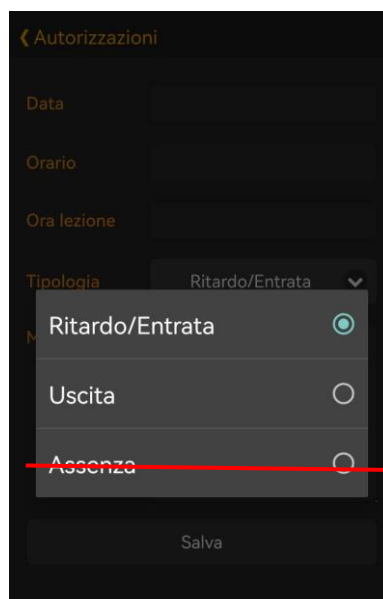 Autorizzazioni
Data
Orario
Ora lezione
Tipologia Ritardo/Entrata
Ritardo/Entrata
Uscita
Assenza
Salva